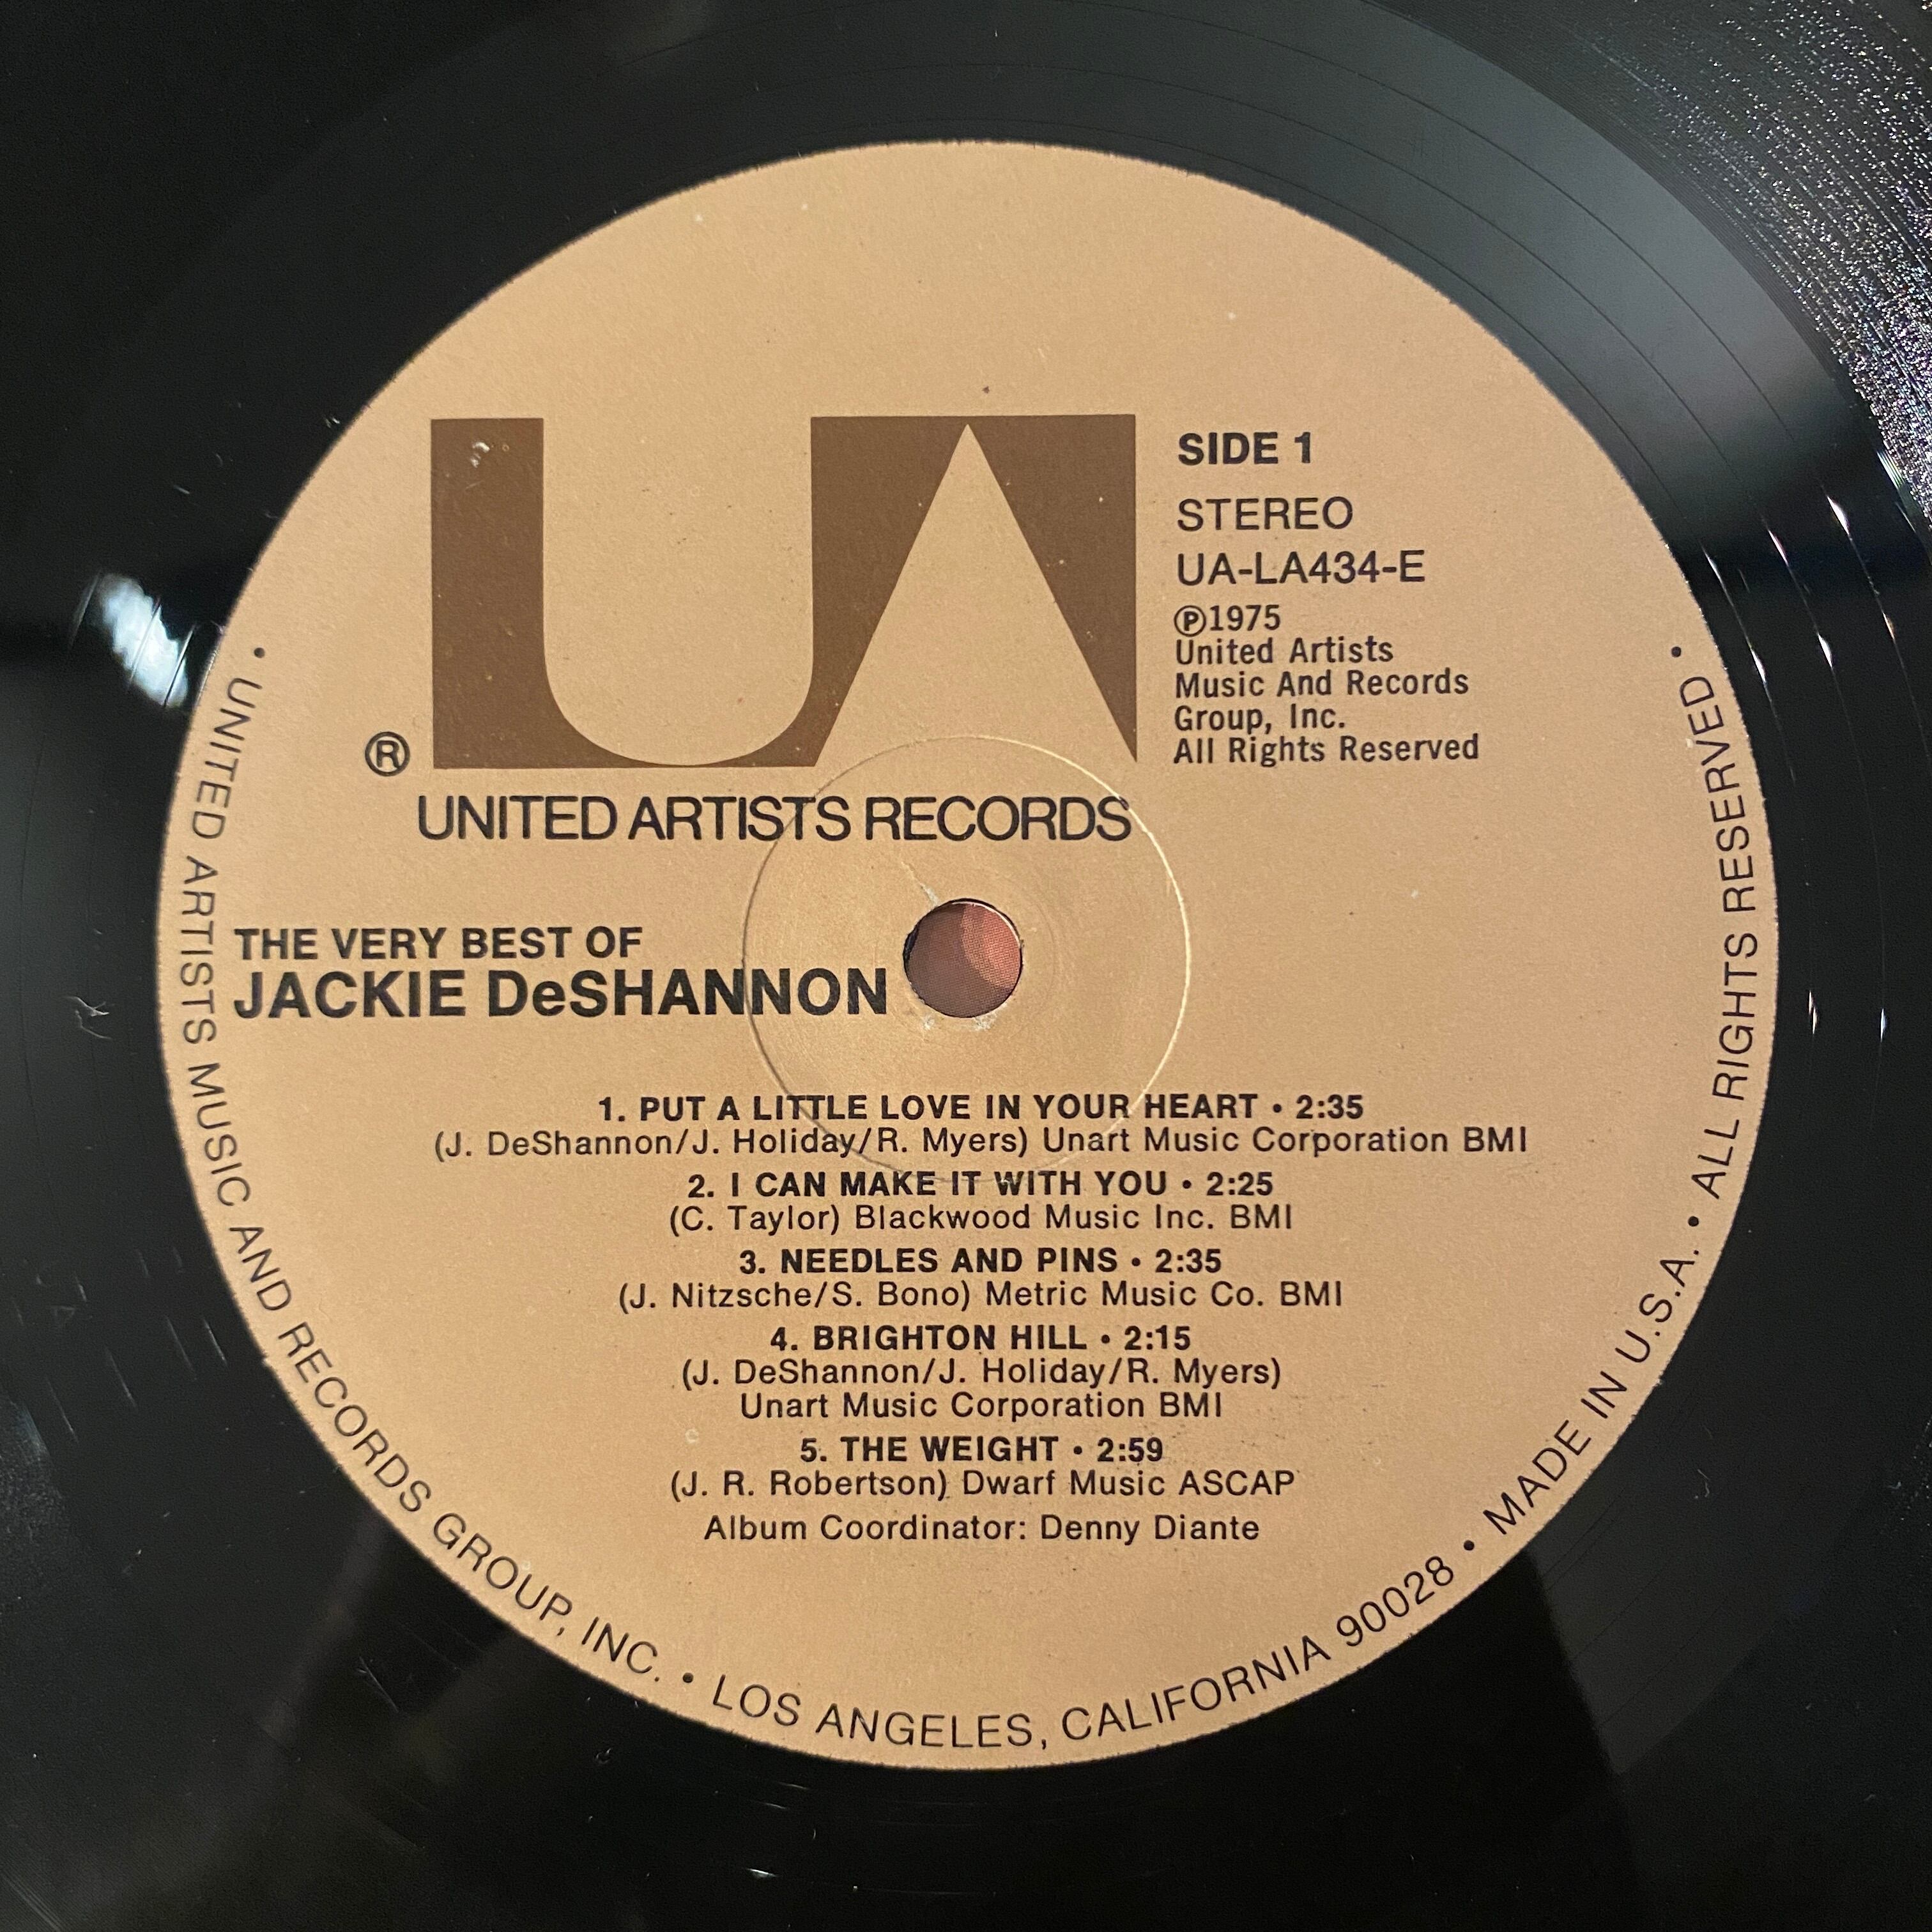 UA
SIDE 1
STEREO
UA-LA434-E
℗1975
United Artists
Music And Records
Group, Inc.
All Rights Reserved
®
UNITED ARTISTS RECORDS
THE VERY BEST OF
JACKIE DeSHANNON
1. PUT A LITTLE LOVE IN YOUR HEART • 2:35
(J. DeShannon/J. Holiday/R. Myers) Unart Music Corporation BMI
2. I CAN MAKE IT WITH YOU • 2:25
(C. Taylor) Blackwood Music Inc. BMI
3. NEEDLES AND PINS • 2:35
(J. Nitzsche/S. Bono) Metric Music Co. BMI
4. BRIGHTON HILL • 2:15
(J. DeShannon/J. Holiday/R. Myers)
Unart Music Corporation BMI
5. THE WEIGHT • 2:59
(J. R. Robertson) Dwarf Music ASCAP
Album Coordinator: Denny Diante
• UNITED ARTISTS MUSIC AND RECORDS GROUP, INC. • LOS ANGELES, CALIFORNIA 90028 • MADE IN U.S.A. • ALL RIGHTS RESERVED •